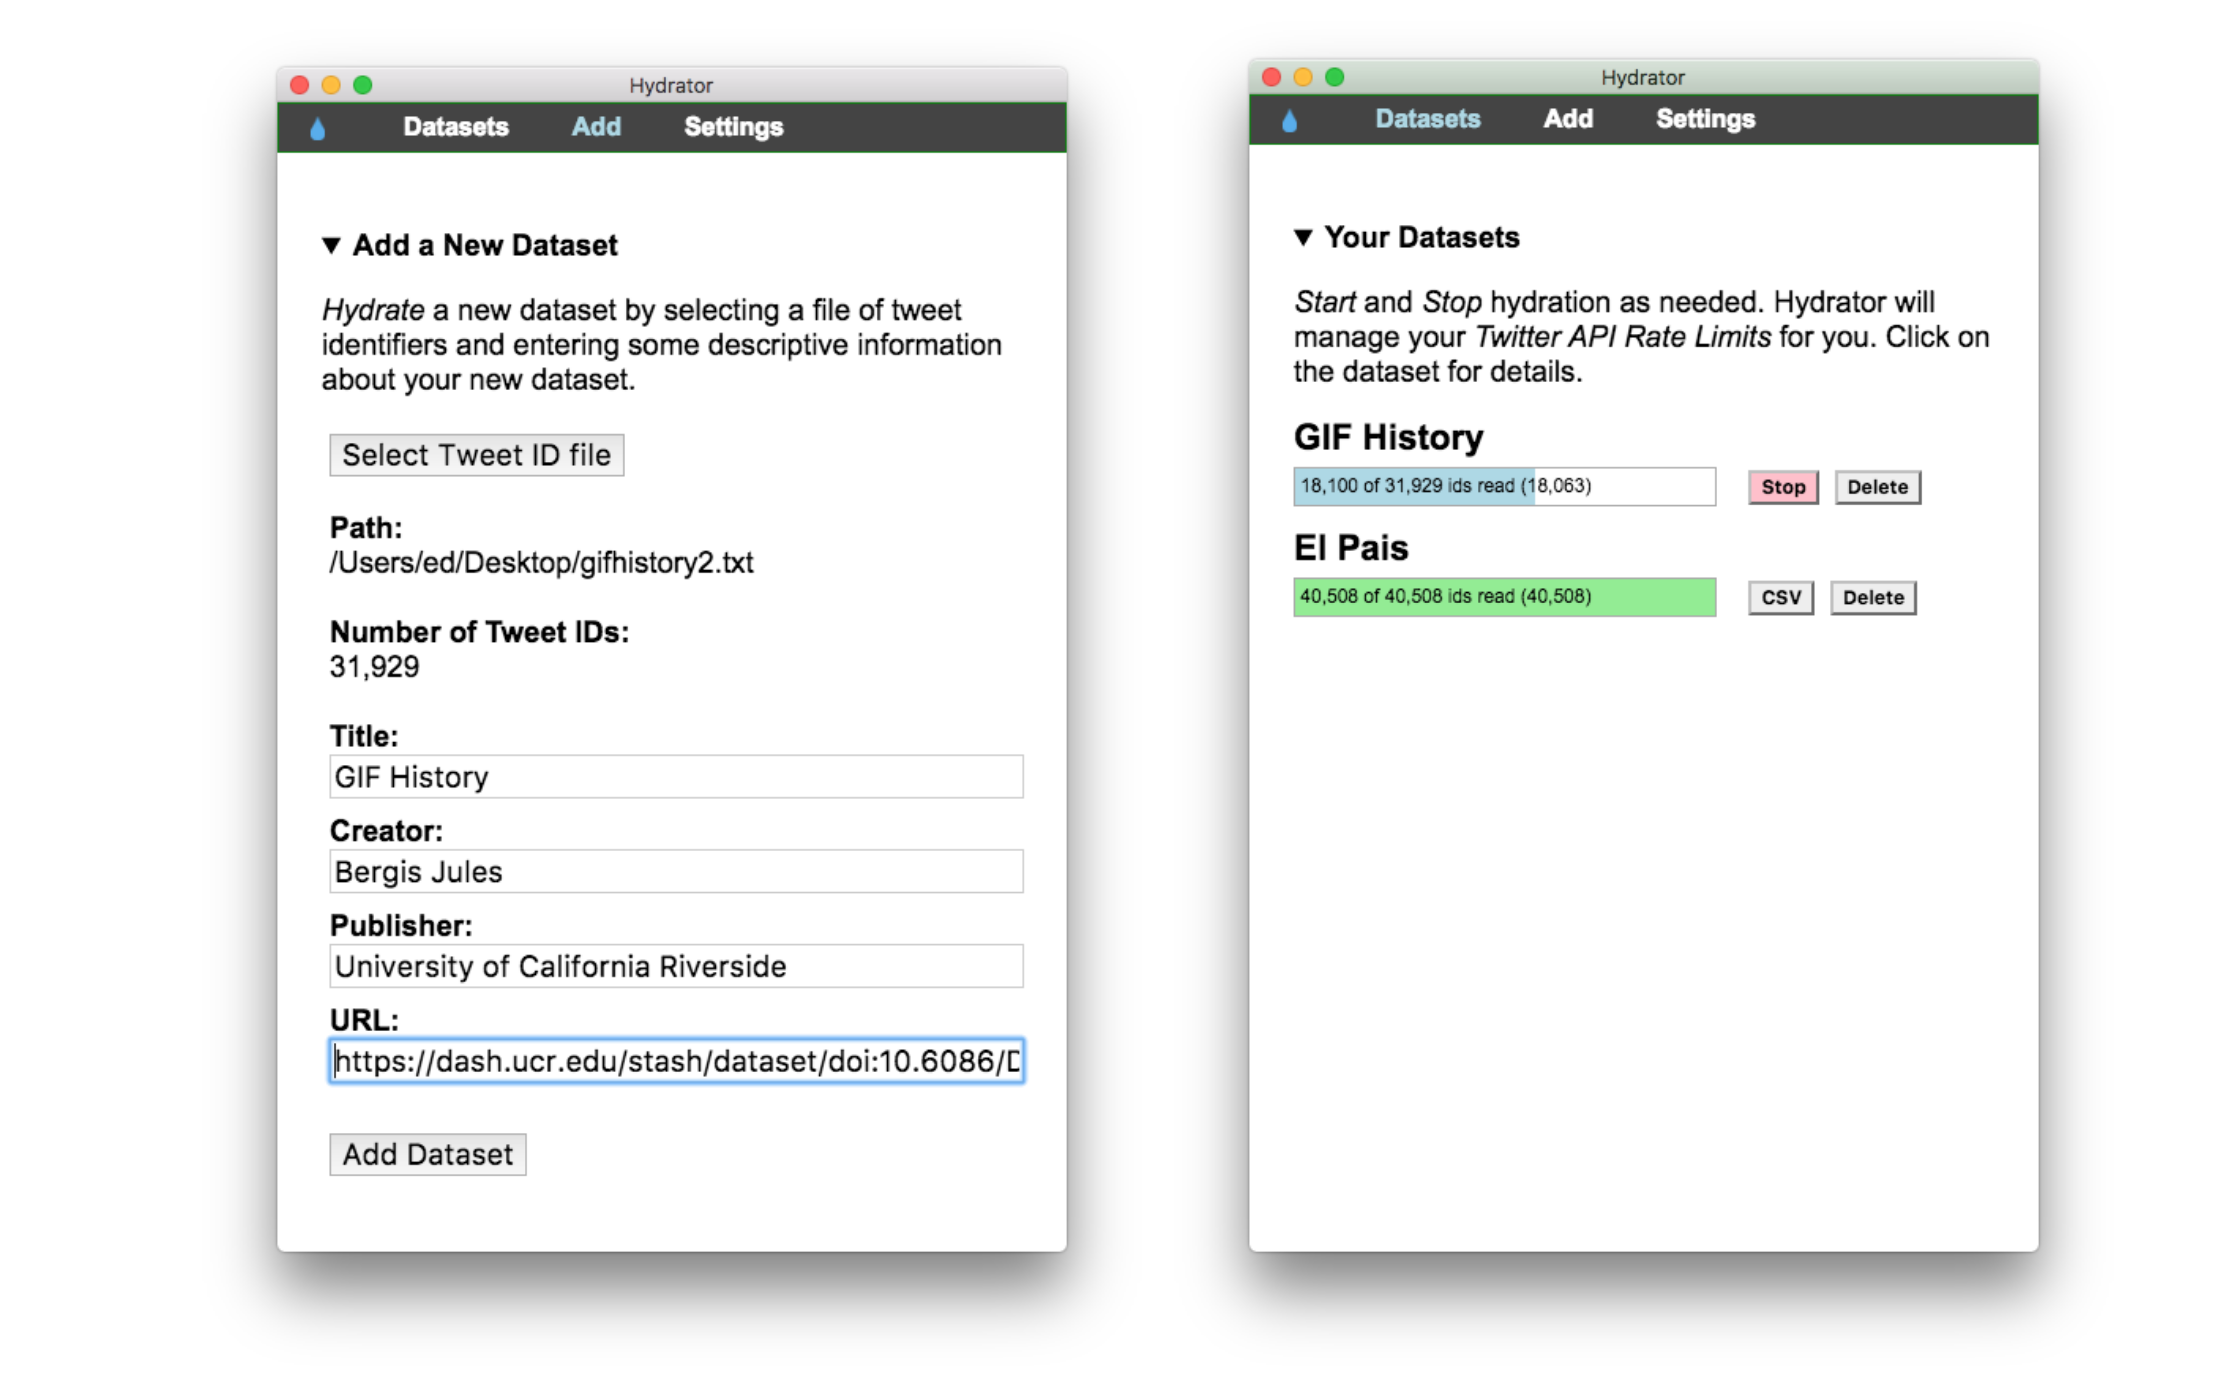 Hydrator
Datasets Add Settings
▼ Add a New Dataset
Hydrate a new dataset by selecting a file of tweet
identifiers and entering some descriptive information
about your new dataset.
Select Tweet ID file
Path:
/Users/ed/Desktop/gifhistory2.txt
Number of Tweet IDs:
31,929
Title:
GIF History
Creator:
Bergis Jules
Publisher:
University of California Riverside
URL:
https://dash.ucr.edu/stash/dataset/doi:10.6086/D
Add Dataset
Hydrator
Datasets Add Settings
▼ Your Datasets
Start and Stop hydration as needed. Hydrator will
manage your Twitter API Rate Limits for you. Click on
the dataset for details.
GIF History
18,100 of 31,929 ids read (18,063) Stop Delete
El Pais
40,508 of 40,508 ids read (40,508) CSV Delete